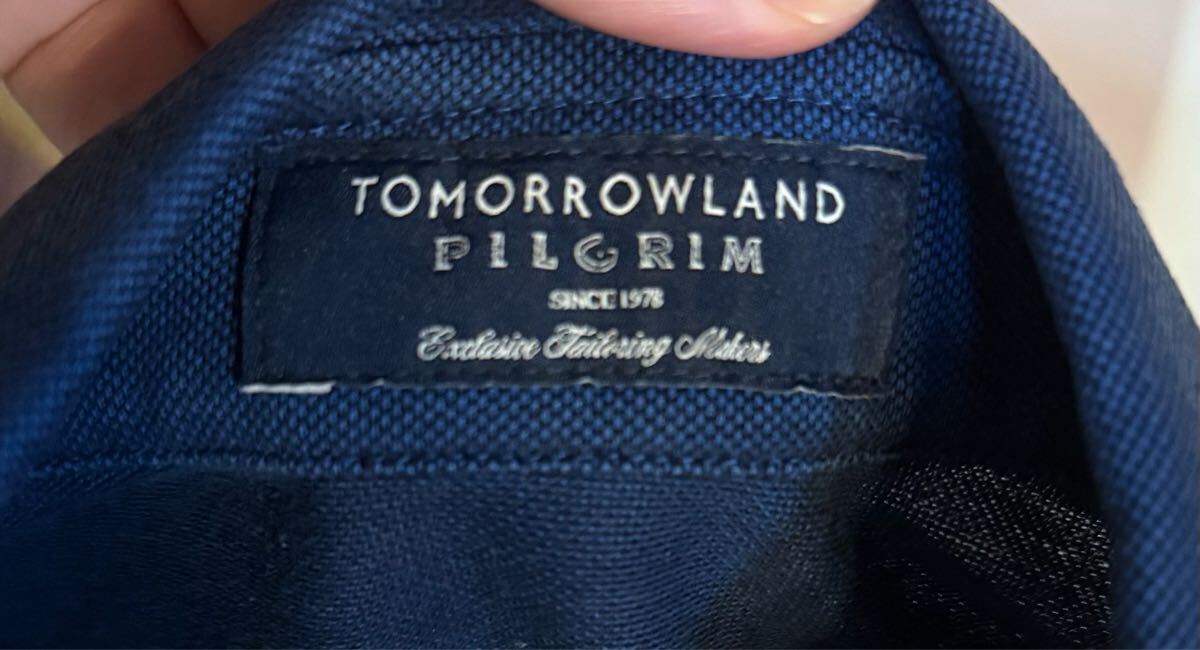 TOMORROWLAND
PILGRIM
SINCE 1978
Exclusive Tailoring Makers